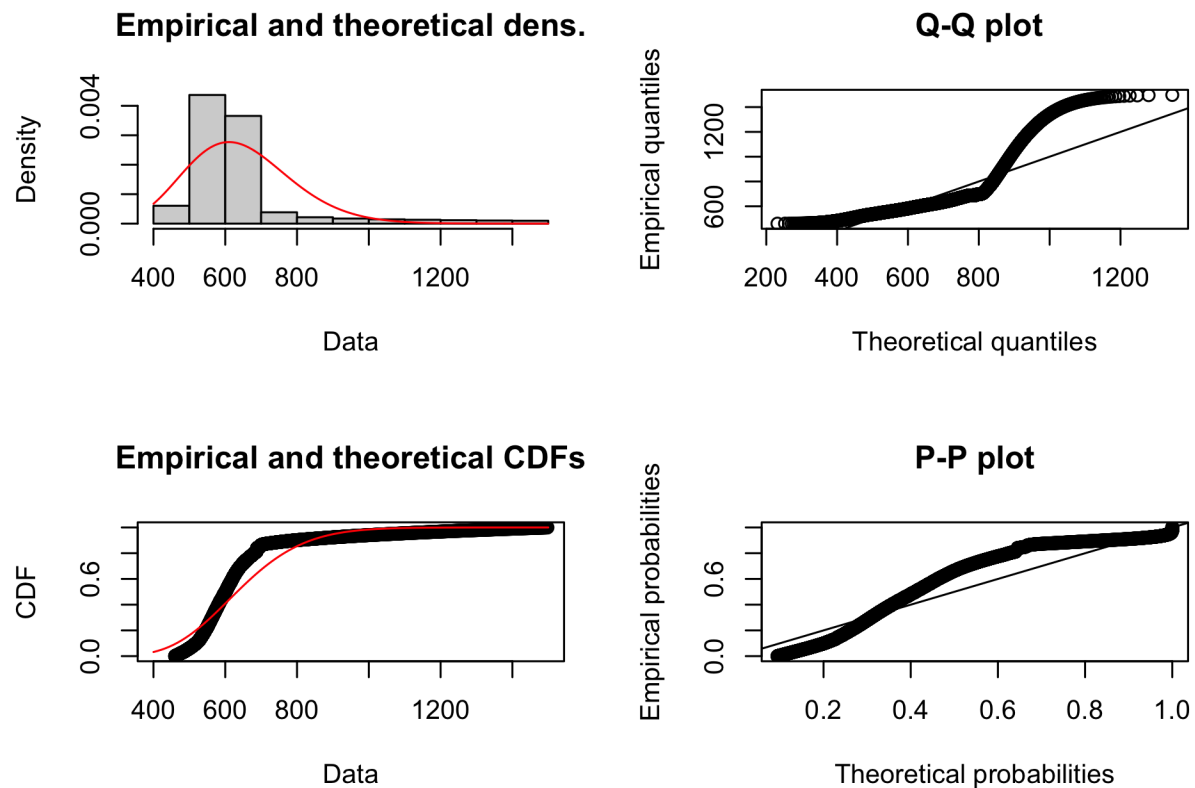 Empirical and theoretical dens.
Density
0.000
0.004
400
600
800
1200
Data
Q-Q plot
Empirical quantiles
600
1200
200
400
600
800
1200
Theoretical quantiles
Empirical and theoretical CDFs
CDF
0.0
0.6
400
600
800
1200
Data
P-P plot
Empirical probabilities
0.0
0.6
0.2
0.4
0.6
0.8
1.0
Theoretical probabilities